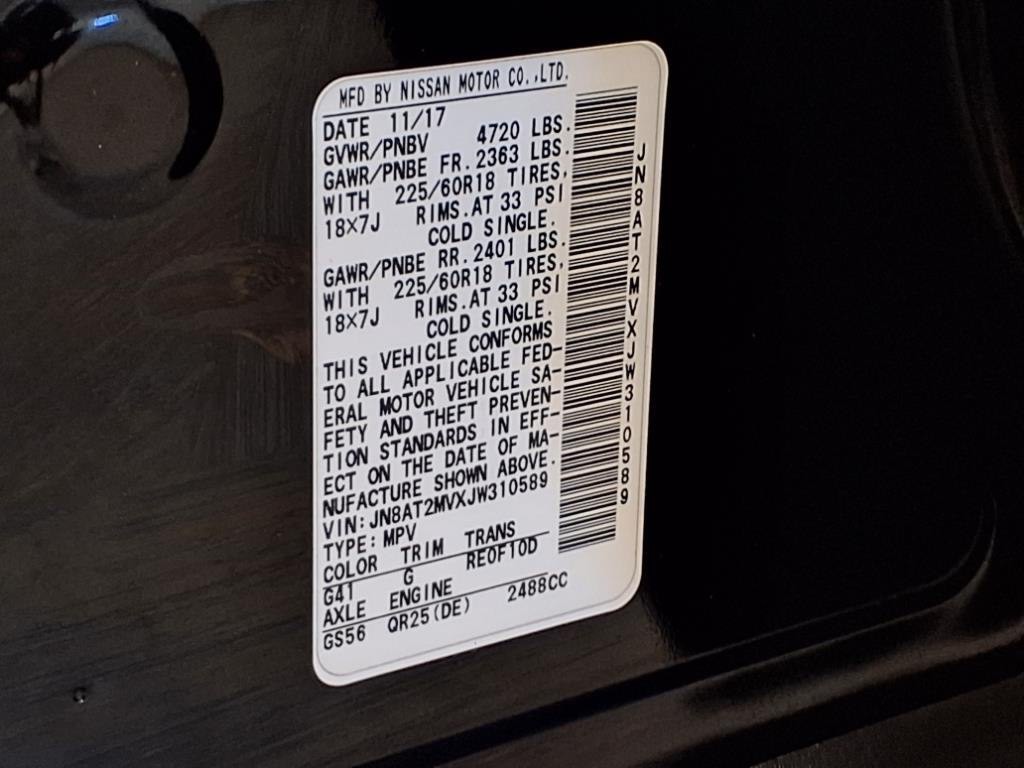 MFD BY NISSAN MOTOR CO.,LTD.
DATE 11/17
GVWR/PNBV 4720 LBS.
GAWR/PNBE FR. 2363 LBS.
WITH 225/60R18 TIRES,
18×7J RIMS.AT 33 PSI
COLD SINGLE.
GAWR/PNBE RR. 2401 LBS.
WITH 225/60R18 TIRES,
18×7J RIMS.AT 33 PSI
COLD SINGLE.
THIS VEHICLE CONFORMS
TO ALL APPLICABLE FED-
ERAL MOTOR VEHICLE SA-
FETY AND THEFT PREVEN-
TION STANDARDS IN EFF-
ECT ON THE DATE OF MA-
NUFACTURE SHOWN ABOVE.
VIN:JN8AT2MVXJW310589
TYPE:MPV
COLOR TRIM TRANS
G41 G RE0F10D
AXLE ENGINE
GS56 QR25(DE) 2488CC
JN8AT2MVXJW310589